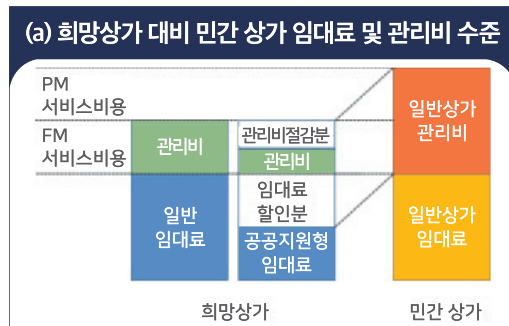 (a) 희망상가 대비 민간 상가 임대료 및 관리비 수준
PM
서비스비용
FM
서비스비용
관리비
일반
임대료
관리비절감분
관리비
임대료
할인분
공공지원형
임대료
일반상가
관리비
일반상가
임대료
희망상가
민간 상가